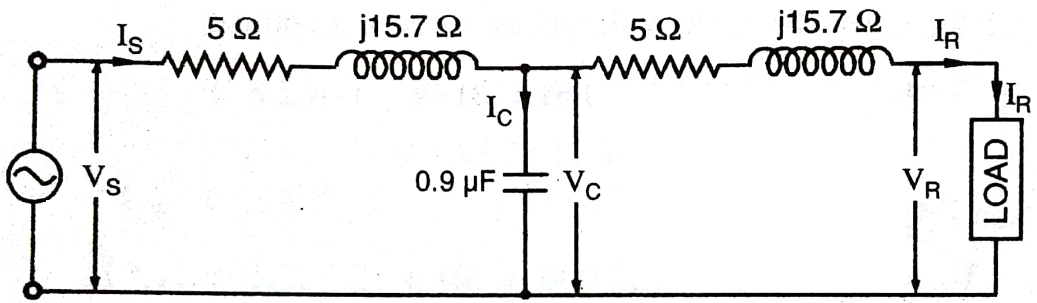 I_S 5 Ω j15.7 Ω 5 Ω j15.7 Ω I_R
I_C I_R
V_S 0.9 µF V_C V_R LOAD